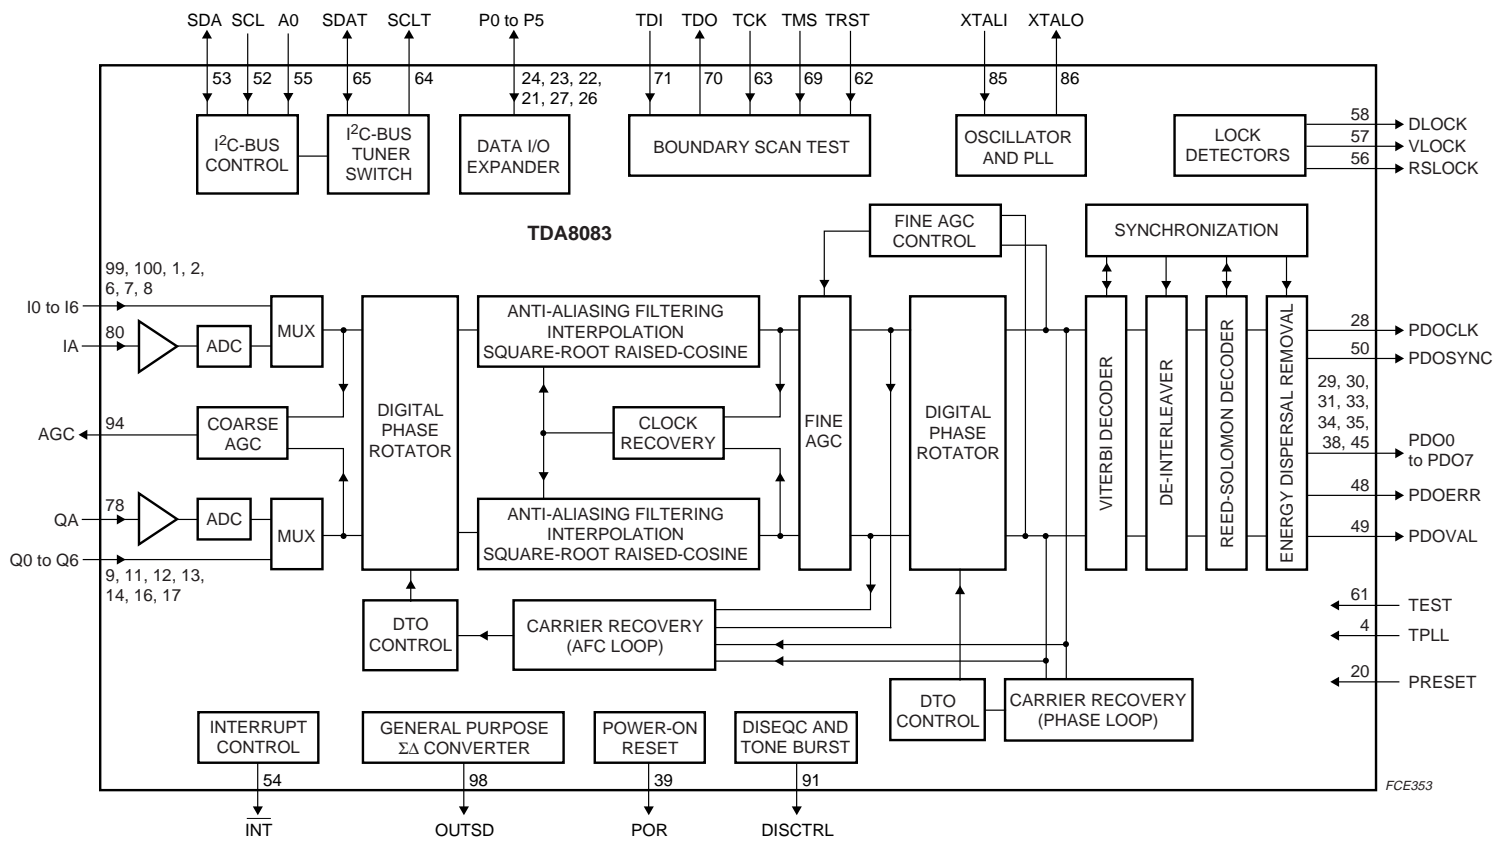 SDA SCL A0 SDAT SCLT P0 to P5 TDI TDO TCK TMS TRST XTALI XTALO
53 52 55 65 64 24, 23, 22, 71 70 63 69 62 85 86
21, 27, 26
I2C-BUS
CONTROL
I2C-BUS
TUNER
SWITCH
DATA I/O
EXPANDER
BOUNDARY SCAN TEST
OSCILLATOR
AND PLL
LOCK
DETECTORS
58 DLOCK
57 VLOCK
56 RSLOCK
TDA8083
FINE AGC
CONTROL
SYNCHRONIZATION
99, 100, 1, 2,
6, 7, 8
I0 to I6
80
IA
ADC
MUX
94
AGC
COARSE
AGC
78
QA
ADC
MUX
Q0 to Q6
9, 11, 12, 13,
14, 16, 17
DIGITAL
PHASE
ROTATOR
ANTI-ALIASING FILTERING
INTERPOLATION
SQUARE-ROOT RAISED-COSINE
CLOCK
RECOVERY
ANTI-ALIASING FILTERING
INTERPOLATION
SQUARE-ROOT RAISED-COSINE
FINE
AGC
DIGITAL
PHASE
ROTATOR
VITERBI DECODER
DE-INTERLEAVER
REED-SOLOMON DECODER
ENERGY DISPERSAL REMOVAL
28 PDOCLK
50 PDOSYNC
29, 30,
31, 33,
34, 35,
38, 45
PDO0
to PDO7
48 PDOERR
49 PDOVAL
61 TEST
4 TPLL
20 PRESET
DTO
CONTROL
CARRIER RECOVERY
(AFC LOOP)
DTO
CONTROL
CARRIER RECOVERY
(PHASE LOOP)
INTERRUPT
CONTROL
GENERAL PURPOSE
ΣΔ CONVERTER
POWER-ON
RESET
DISEQC AND
TONE BURST
54 98 39 91
INT OUTSD POR DISCTRL
FCE353